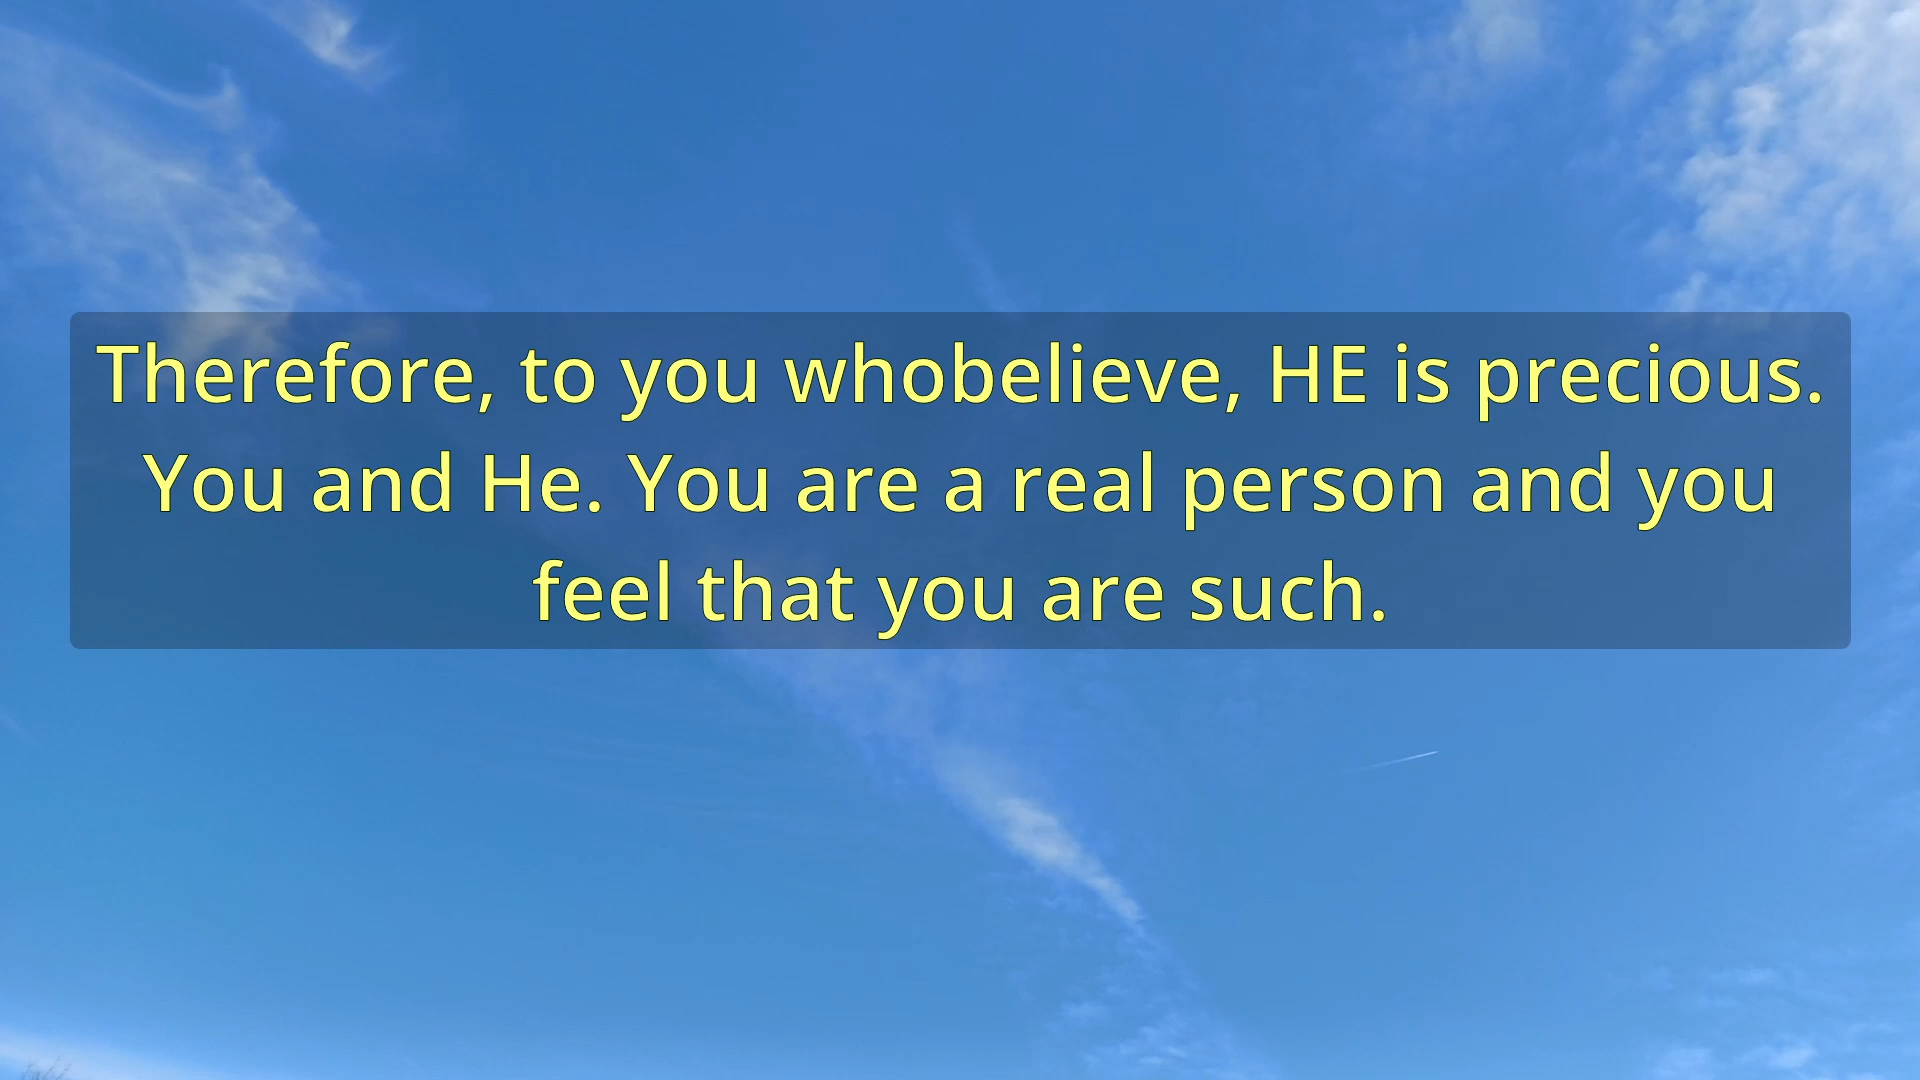 Therefore, to you whobelieve, HE is precious.
You and He. You are a real person and you
feel that you are such.